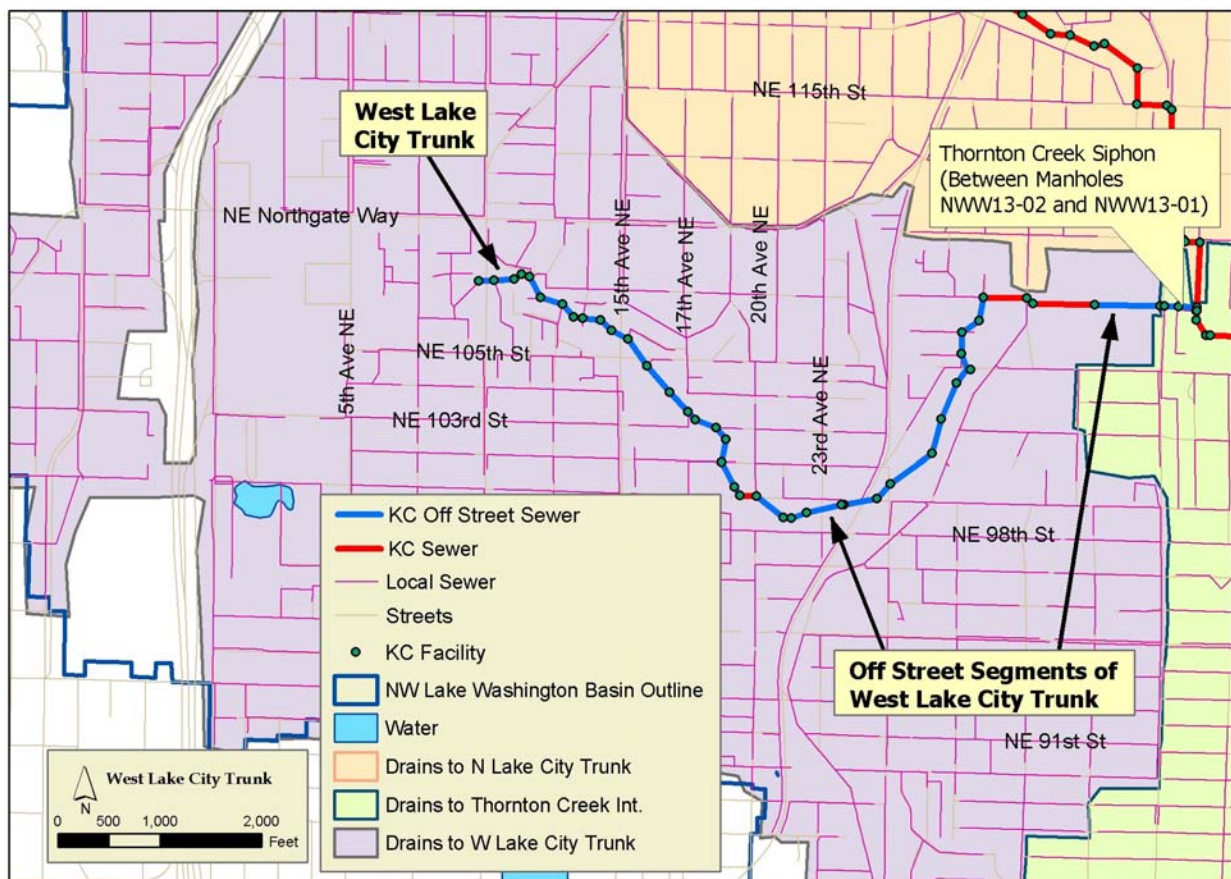 NE 115th St
West Lake
City Trunk
Thornton Creek Siphon
(Between Manholes
NWW13-02 and NWW13-01)
NE Northgate Way
15th Ave NE
17th Ave NE
20th Ave NE
5th Ave NE
NE 105th St
NE 103rd St
23rd Ave NE
NE 98th St
KC Off Street Sewer
KC Sewer
Local Sewer
Streets
KC Facility
NW Lake Washington Basin Outline
Water
Drains to N Lake City Trunk
Drains to Thornton Creek Int.
Drains to W Lake City Trunk
Off Street Segments of
West Lake City Trunk
NE 91st St
West Lake City Trunk
N
0 500 1,000 2,000
Feet